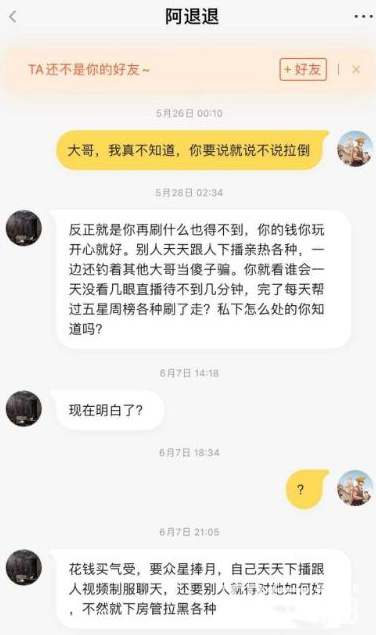 阿退退
TA还不是你的好友~
+好友
5月26日 00:10
大哥，我真不知道，你要说就说不说拉倒
5月28日 02:34
反正就是你再刷什么也得不到，你的钱你玩
开心就好。别人天天跟人下播亲热各种，一
边还钓着其他大哥当傻子骗。你就看谁会一
天没看几眼直播待不到几分钟，完了每天帮
过五星周榜各种刷了走？私下怎么处的你知
道吗？
6月7日 14:18
现在明白了？
6月7日 18:34
？
6月7日 21:05
花钱买气受，要众星捧月，自己天天下播跟
人视频制服聊天，还要别人就得对她如何好
，不然就下房管拉黑各种